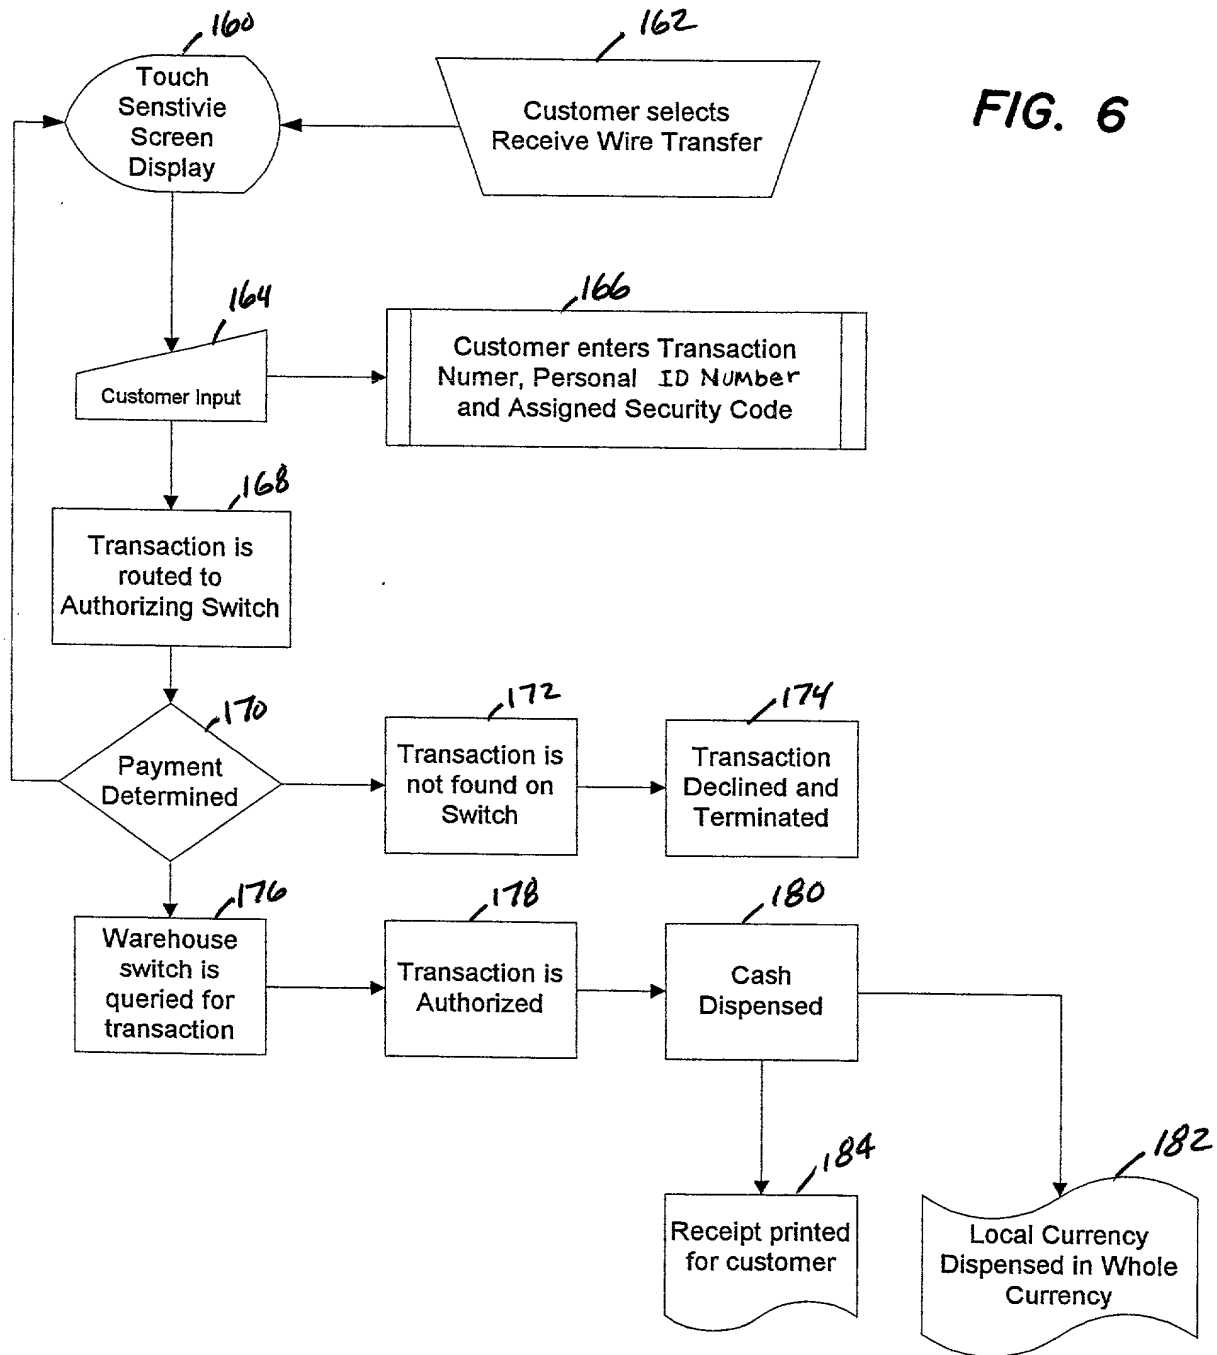 160
Touch
Senstivie
Screen
Display
162
Customer selects
Receive Wire Transfer
FIG. 6
164
Customer Input
166
Customer enters Transaction
Numer, Personal ID Number
and Assigned Security Code
168
Transaction is
routed to
Authorizing Switch
170
Payment
Determined
172
Transaction is
not found on
Switch
174
Transaction
Declined and
Terminated
176
Warehouse
switch is
queried for
transaction
178
Transaction is
Authorized
180
Cash
Dispensed
184
Receipt printed
for customer
182
Local Currency
Dispensed in Whole
Currency